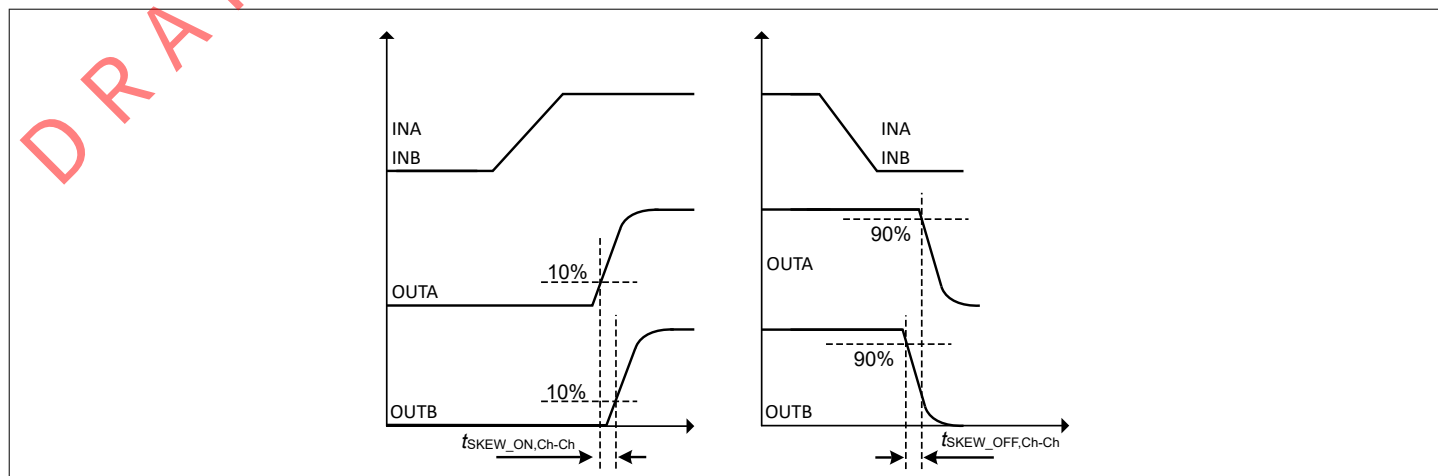 D R A
INA
INB
10%
OUTA
10%
OUTB
tSKEW_ON,Ch-Ch
INA
INB
90%
OUTA
90%
OUTB
tSKEW_OFF,Ch-Ch